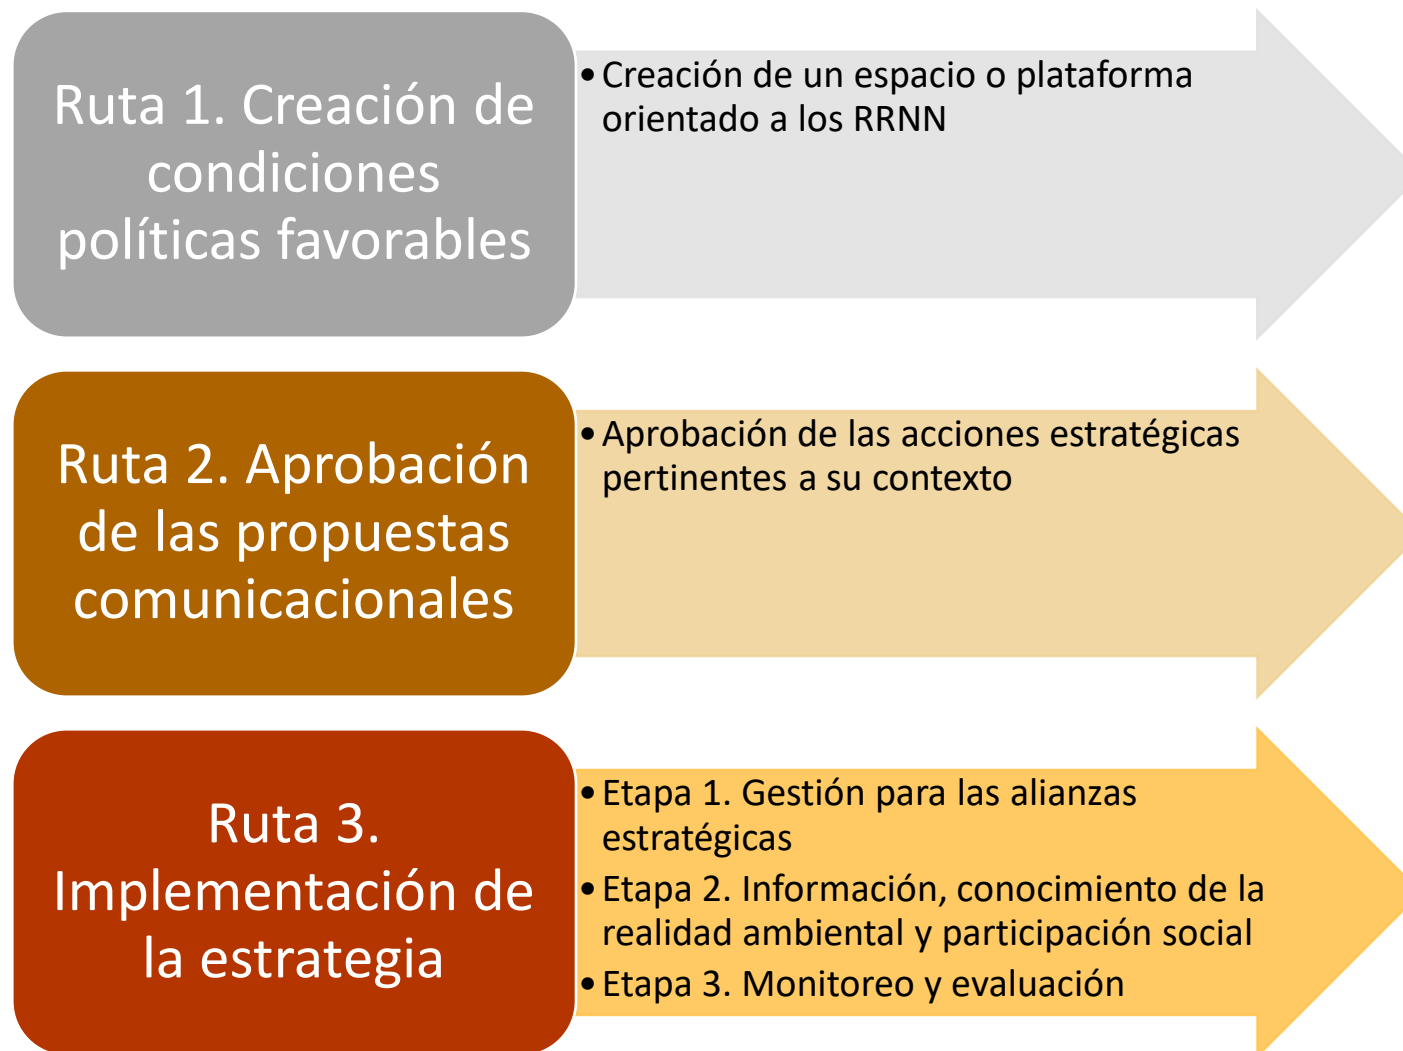 Ruta 1. Creación de
condiciones
políticas favorables
• Creación de un espacio o plataforma
orientado a los RRNN
Ruta 2. Aprobación
de las propuestas
comunicacionales
• Aprobación de las acciones estratégicas
pertinentes a su contexto
Ruta 3.
Implementación de
la estrategia
• Etapa 1. Gestión para las alianzas
estratégicas
• Etapa 2. Información, conocimiento de la
realidad ambiental y participación social
• Etapa 3. Monitoreo y evaluación